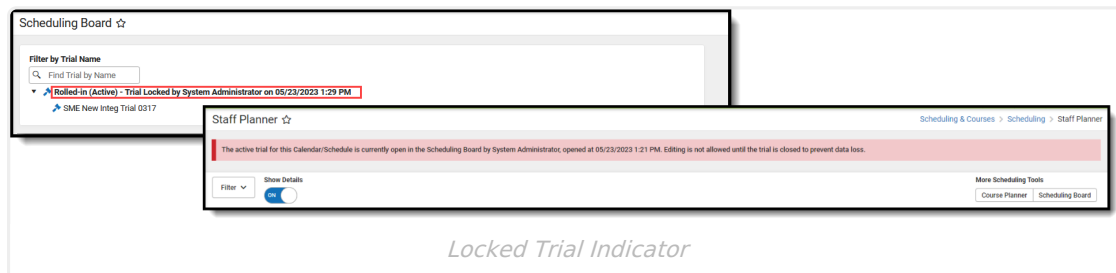 Scheduling Board
Filter by Trial Name
Find Trial by Name
Rolled-in (Active) - Trial Locked by System Administrator on 05/23/2023 1:29 PM
SME New Integ Trial 0317
Staff Planner
Scheduling & Courses > Scheduling > Staff Planner
The active trial for this Calendar/Schedule is currently open in the Scheduling Board by System Administrator, opened at 05/23/2023 1:21 PM. Editing is not allowed until the trial is closed to prevent data loss.
Filter
Show Details
ON
More Scheduling Tools
Course Planner
Scheduling Board
Locked Trial Indicator